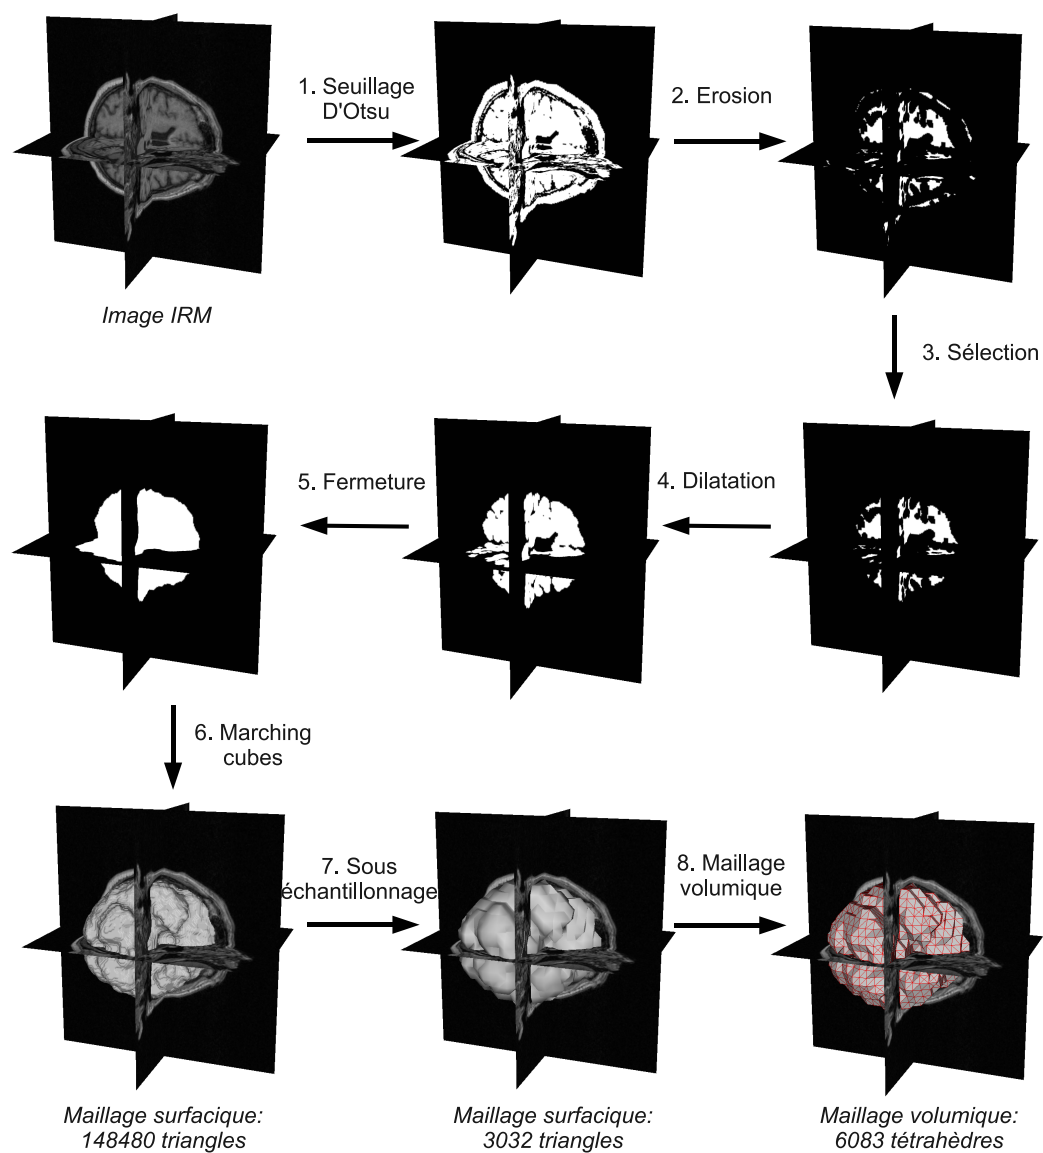 1. Seuillage
D'Otsu
2. Erosion
Image IRM
3. Sélection
4. Dilatation
5. Fermeture
6. Marching
cubes
7. Sous
échantillonnage
8. Maillage
volumique
Maillage surfacique:
148480 triangles
Maillage surfacique:
3032 triangles
Maillage volumique:
6083 tétrahèdres